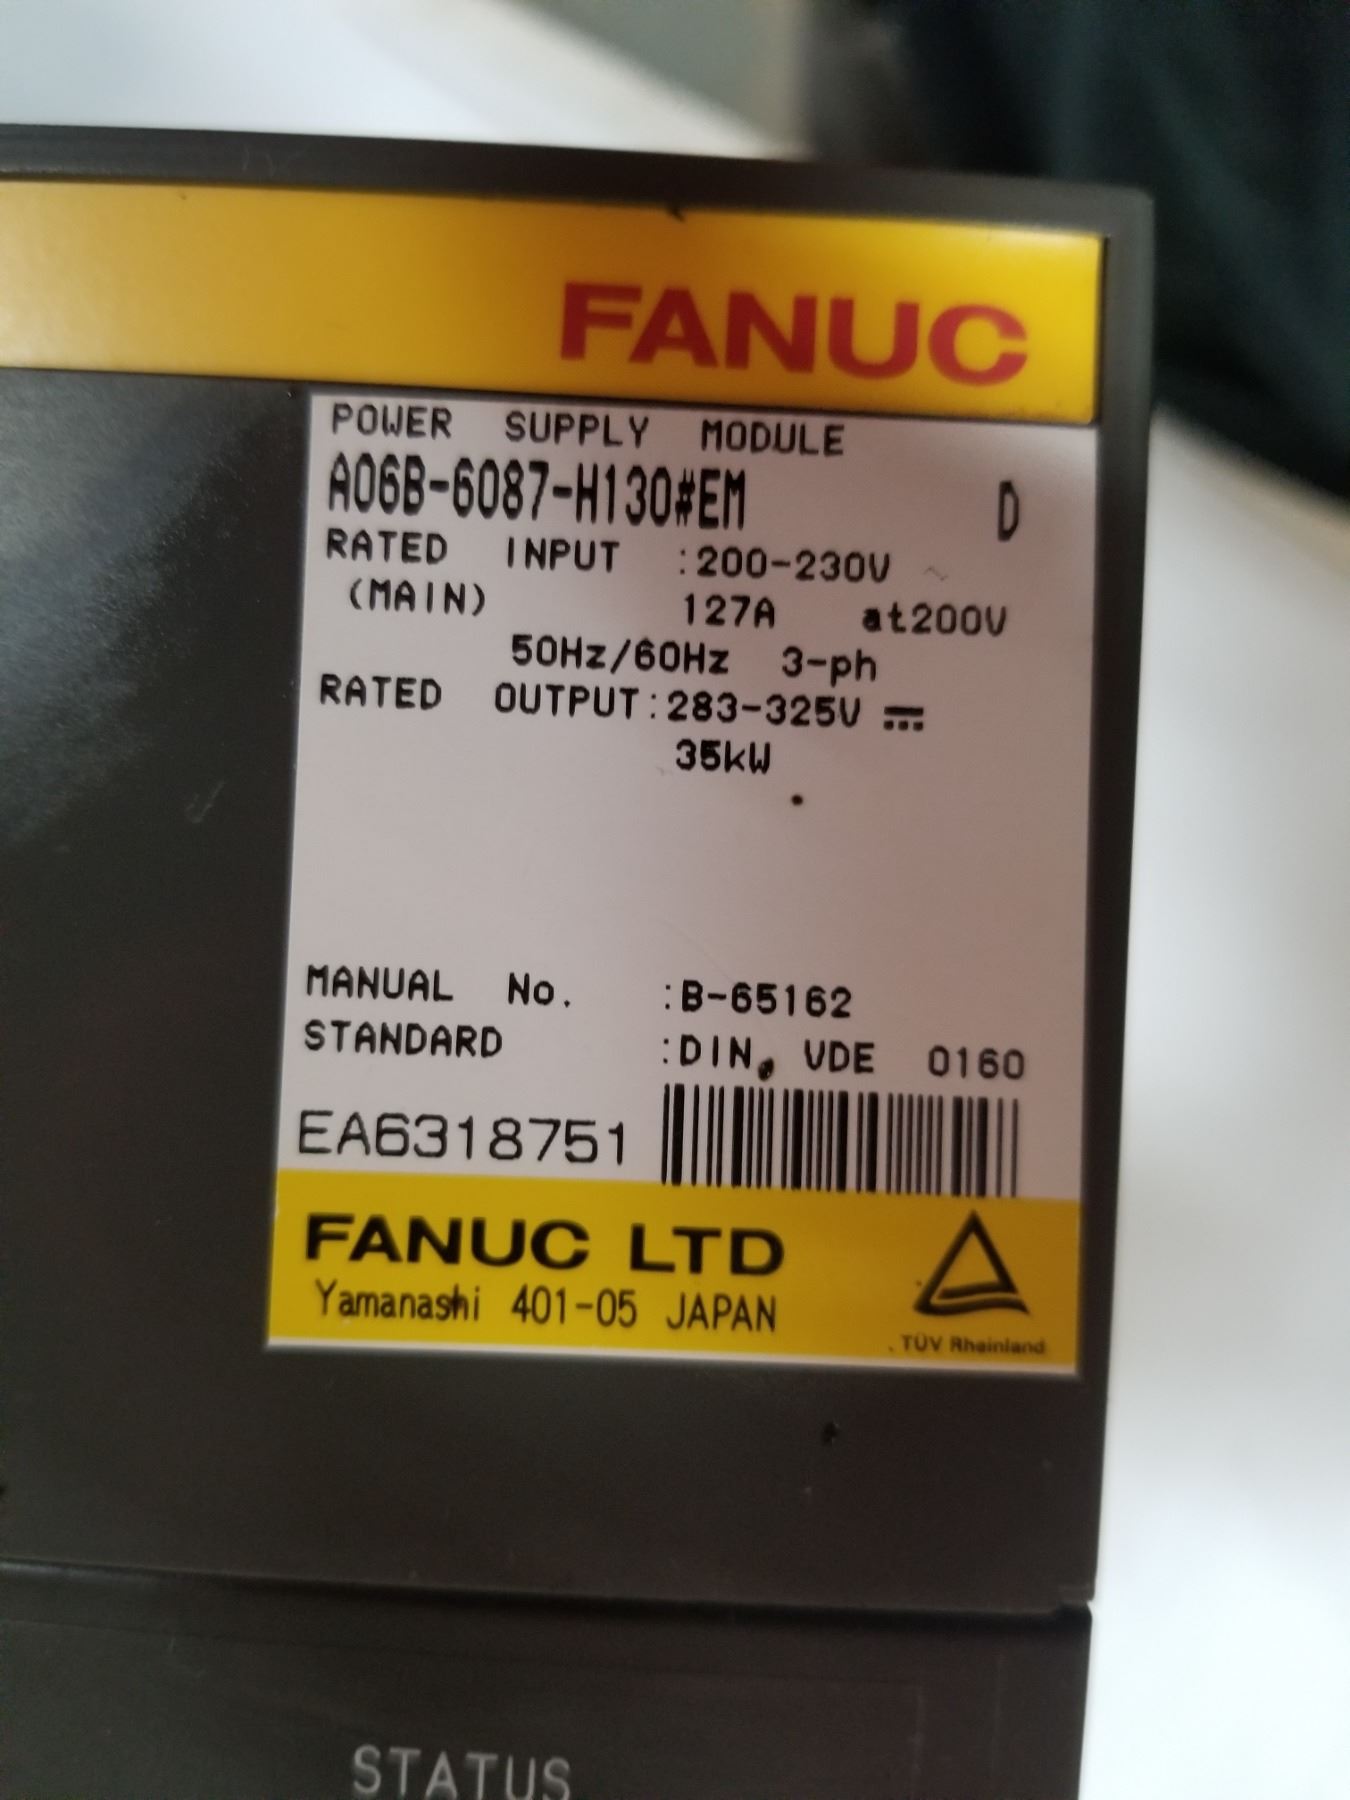 FANUC
POWER SUPPLY MODULE
A06B-6087-H130#EM D
RATED INPUT :200-230V ~
(MAIN) 127A at200V
50Hz/60Hz 3-ph
RATED OUTPUT:283-325V ⎓
35kW
MANUAL No. :B-65162
STANDARD :DIN, VDE 0160
EA6318751
FANUC LTD
Yamanashi 401-05 JAPAN
TÜV Rheinland
STATUS